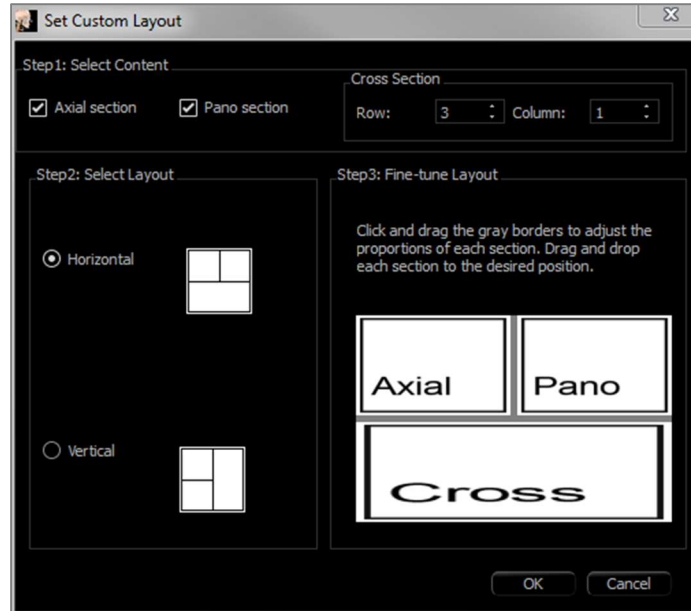 Set Custom Layout
Step1: Select Content
Axial section
Pano section
Cross Section
Row: 3 Column: 1
Step2: Select Layout
Horizontal
Vertical
Step3: Fine-tune Layout
Click and drag the gray borders to adjust the
proportions of each section. Drag and drop
each section to the desired position.
Axial
Pano
Cross
OK
Cancel